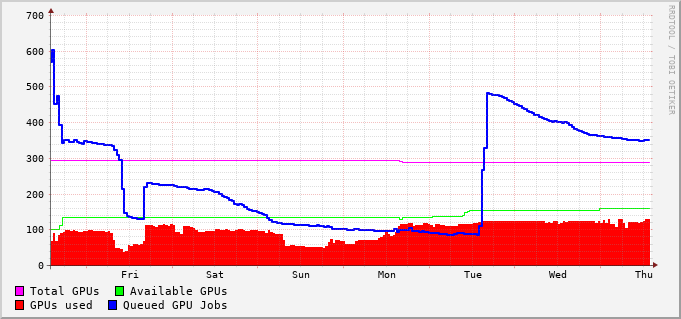 700
600
500
400
300
200
100
0
Fri Sat Sun Mon Tue Wed Thu
Total GPUs Available GPUs
GPUs used Queued GPU Jobs
RRDTOOL / TOBI OETIKER